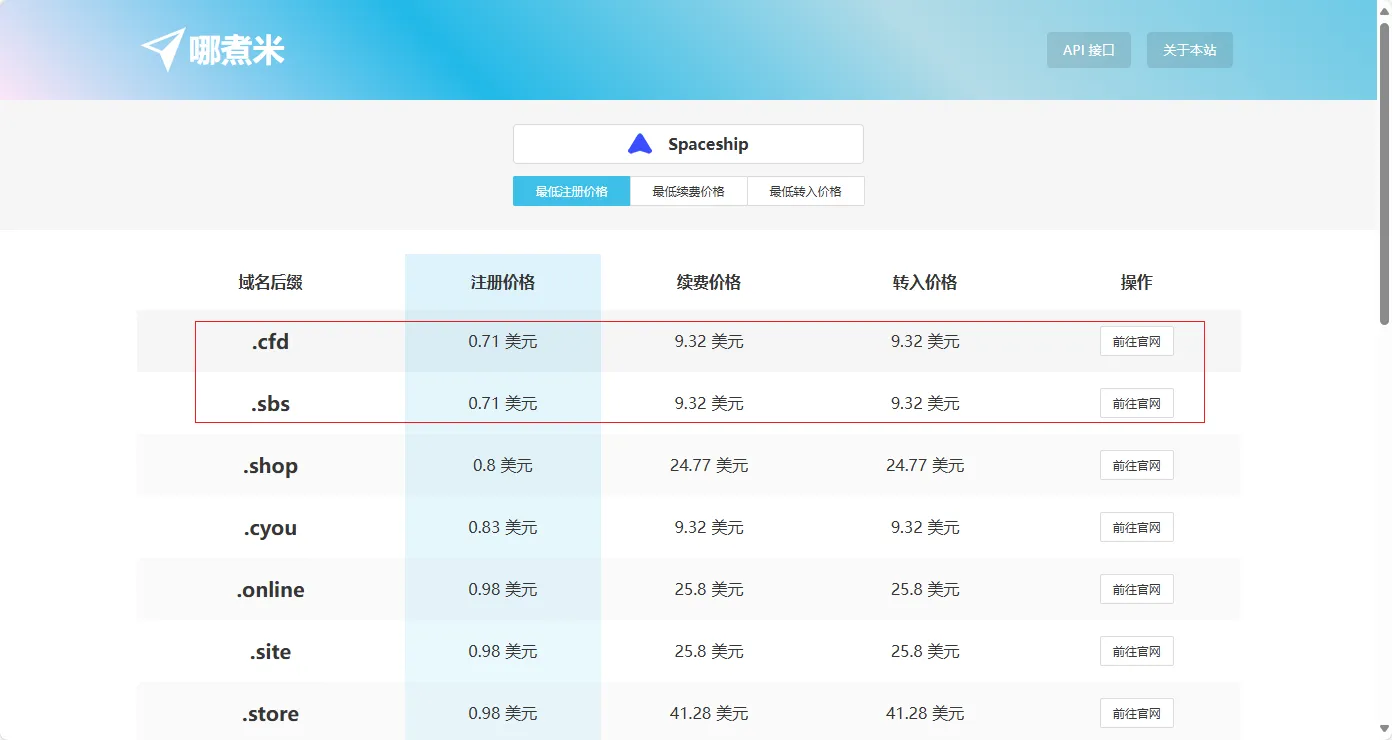 哪煮米
API 接口 关于本站
Spaceship
最低注册价格 最低续费价格 最低转入价格
域名后缀 注册价格 续费价格 转入价格 操作
.cfd 0.71 美元 9.32 美元 9.32 美元 前往官网
.sbs 0.71 美元 9.32 美元 9.32 美元 前往官网
.shop 0.8 美元 24.77 美元 24.77 美元 前往官网
.cyou 0.83 美元 9.32 美元 9.32 美元 前往官网
.online 0.98 美元 25.8 美元 25.8 美元 前往官网
.site 0.98 美元 25.8 美元 25.8 美元 前往官网
.store 0.98 美元 41.28 美元 41.28 美元 前往官网